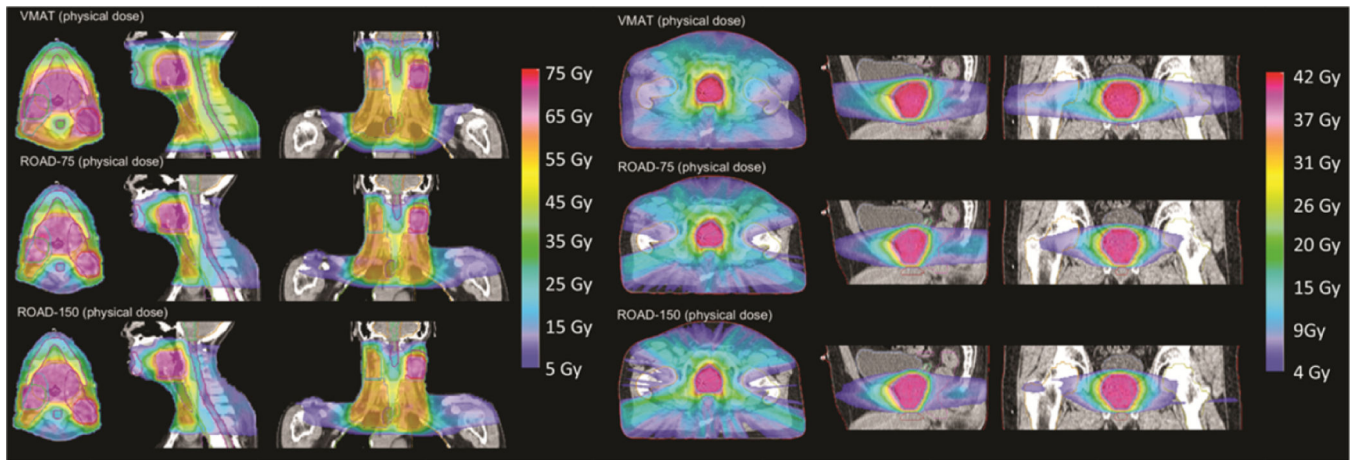 VMAT (physical dose)
ROAD-75 (physical dose)
ROAD-150 (physical dose)
75 Gy
65 Gy
55 Gy
45 Gy
35 Gy
25 Gy
15 Gy
5 Gy
VMAT (physical dose)
ROAD-75 (physical dose)
ROAD-150 (physical dose)
42 Gy
37 Gy
31 Gy
26 Gy
20 Gy
15 Gy
9Gy
4 Gy